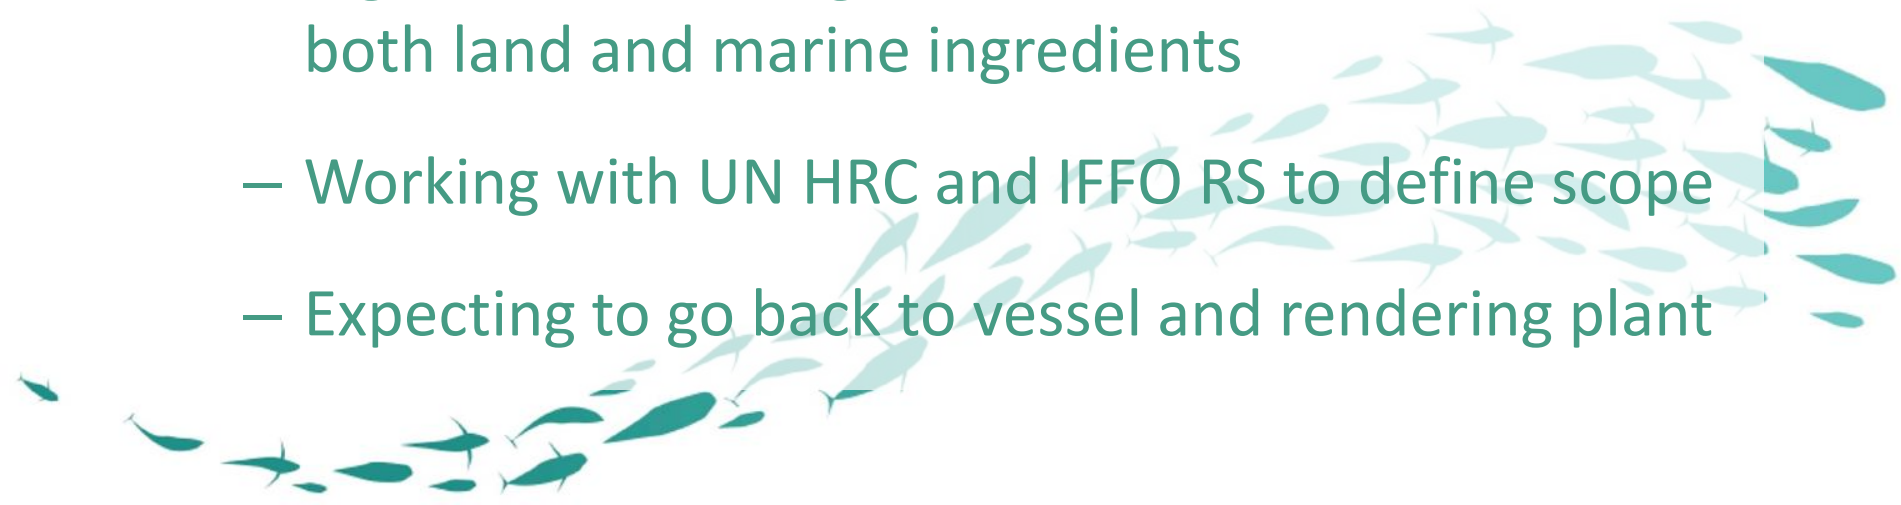 both land and marine ingredients
– Working with UN HRC and IFFO RS to define scope
– Expecting to go back to vessel and rendering plant